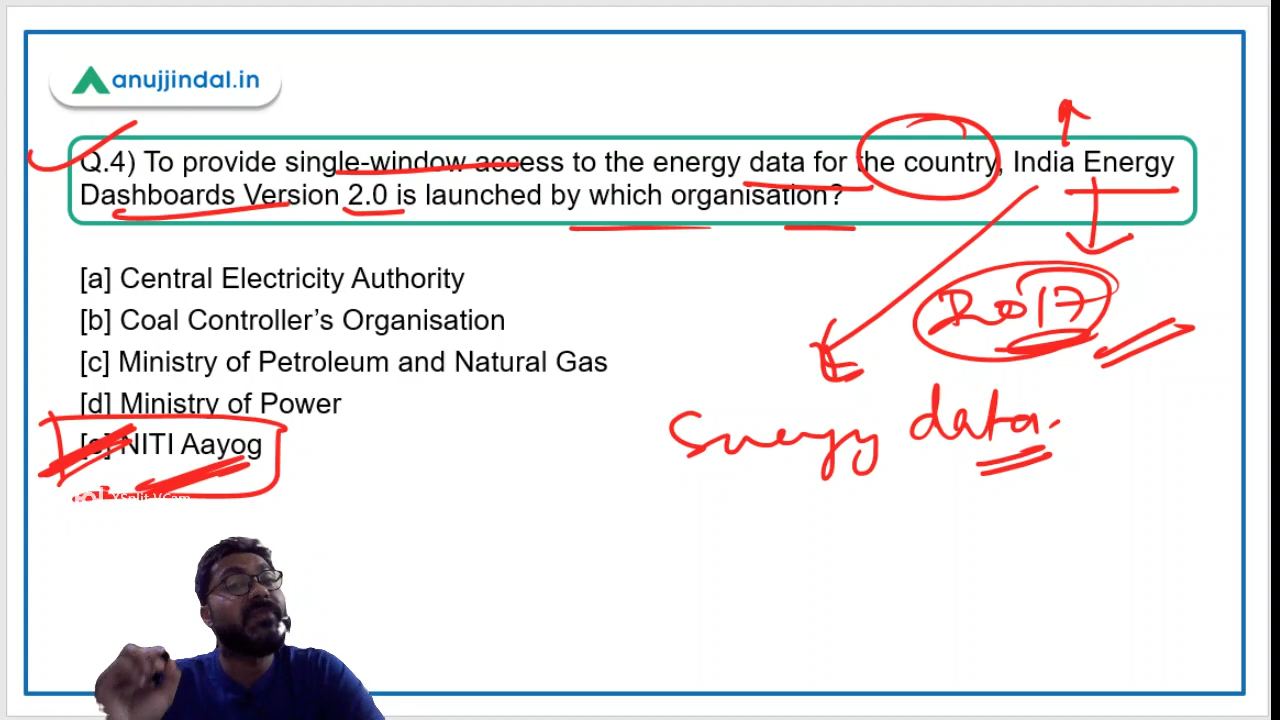 anujjindal.in
Q.4) To provide single-window access to the energy data for the country, India Energy
Dashboards Version 2.0 is launched by which organisation?
[a] Central Electricity Authority
[b] Coal Controller's Organisation
[c] Ministry of Petroleum and Natural Gas
[d] Ministry of Power
[e] NITI Aayog
XSplit VCam
2017
Energy data.